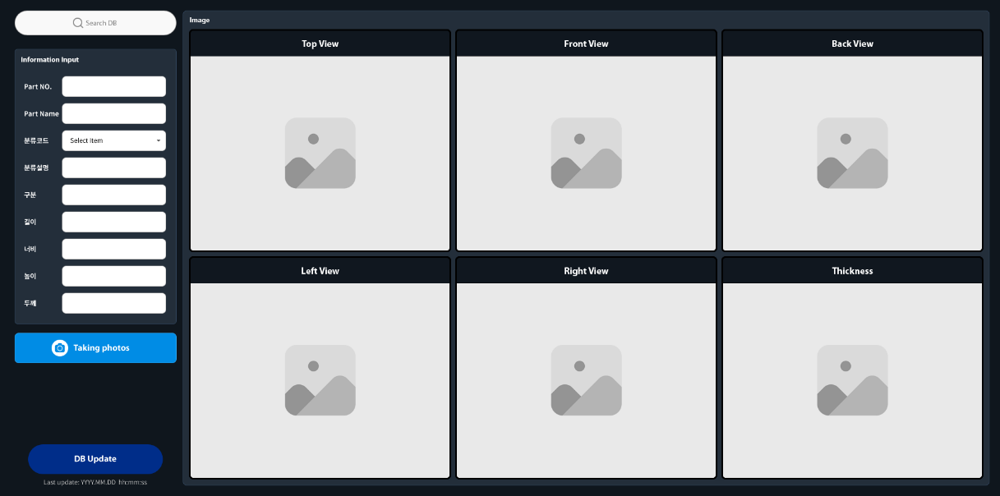 Search DB
Information Input
Part NO.
Part Name
분류코드
Select Item
분류설명
구분
길이
너비
높이
두께
Taking photos
DB Update
Last update: YYYY.MM.DD hh:mm:ss
Image
Top View
Front View
Back View
Left View
Right View
Thickness